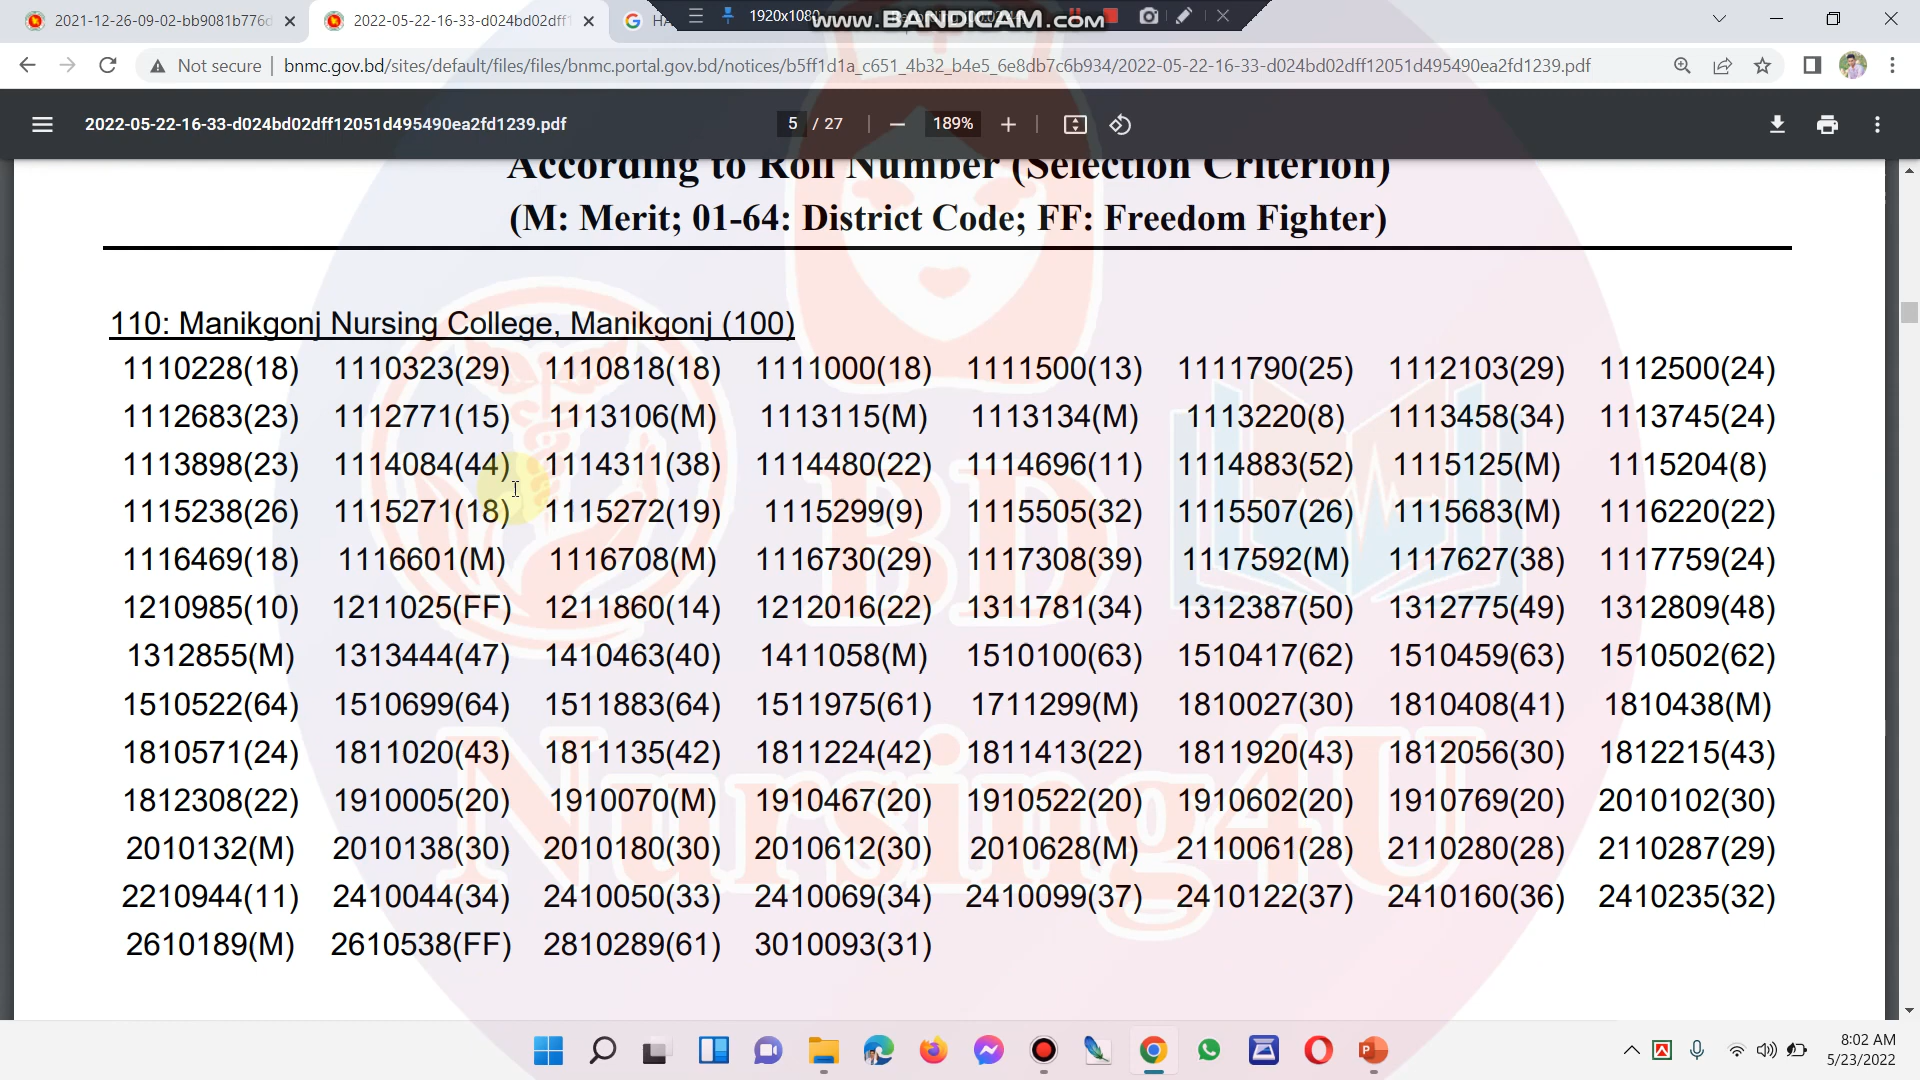 2021-12-26-09-02-bb9081b776d
2022-05-22-16-33-d024bd02dff1
1920x1080
www.BANDICAM.com
Not secure
bnmc.gov.bd/sites/default/files/files/bnmc.portal.gov.bd/notices/b5ff1d1a_c651_4b32_b4e5_6e8db7c6b934/2022-05-22-16-33-d024bd02dff12051d495490ea2fd1239.pdf
2022-05-22-16-33-d024bd02dff12051d495490ea2fd1239.pdf
5 / 27
189%
According to Roll Number (Selection Criterion)
(M: Merit; 01-64: District Code; FF: Freedom Fighter)
110: Manikgonj Nursing College, Manikgonj (100)
1110228(18) 1110323(29) 1110818(18) 1111000(18) 1111500(13) 1111790(25) 1112103(29) 1112500(24)
1112683(23) 1112771(15) 1113106(M) 1113115(M) 1113134(M) 1113220(8) 1113458(34) 1113745(24)
1113898(23) 1114084(44) 1114311(38) 1114480(22) 1114696(11) 1114883(52) 1115125(M) 1115204(8)
1115238(26) 1115271(18) 1115272(19) 1115299(9) 1115505(32) 1115507(26) 1115683(M) 1116220(22)
1116469(18) 1116601(M) 1116708(M) 1116730(29) 1117308(39) 1117592(M) 1117627(38) 1117759(24)
1210985(10) 1211025(FF) 1211860(14) 1212016(22) 1311781(34) 1312387(50) 1312775(49) 1312809(48)
1312855(M) 1313444(47) 1410463(40) 1411058(M) 1510100(63) 1510417(62) 1510459(63) 1510502(62)
1510522(64) 1510699(64) 1511883(64) 1511975(61) 1711299(M) 1810027(30) 1810408(41) 1810438(M)
1810571(24) 1811020(43) 1811135(42) 1811224(42) 1811413(22) 1811920(43) 1812056(30) 1812215(43)
1812308(22) 1910005(20) 1910070(M) 1910467(20) 1910522(20) 1910602(20) 1910769(20) 2010102(30)
2010132(M) 2010138(30) 2010180(30) 2010612(30) 2010628(M) 2110061(28) 2110280(28) 2110287(29)
2210944(11) 2410044(34) 2410050(33) 2410069(34) 2410099(37) 2410122(37) 2410160(36) 2410235(32)
2610189(M) 2610538(FF) 2810289(61) 3010093(31)
BD
Nursing4U
8:02 AM
5/23/2022